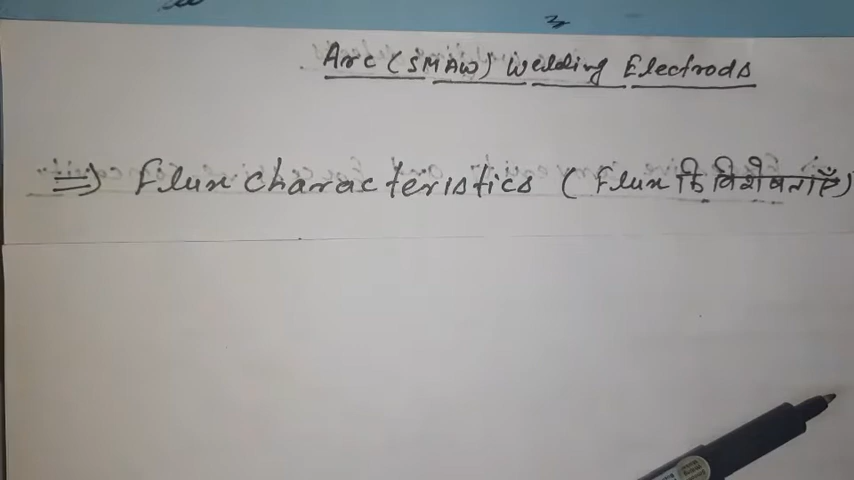 Arc (SMAW) Welding Electrods
=> Flux characteristics ( Flux कि विशेषताएँ )